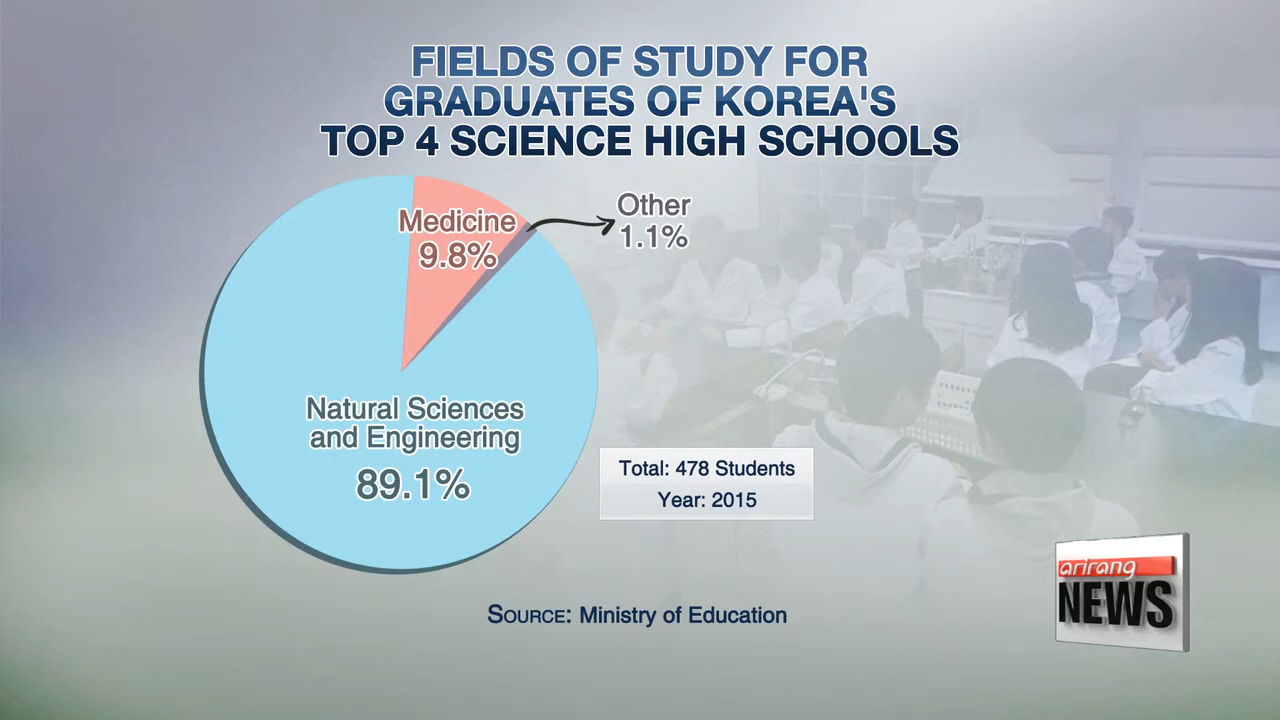 FIELDS OF STUDY FOR
GRADUATES OF KOREA'S
TOP 4 SCIENCE HIGH SCHOOLS
Medicine
9.8%
Other
1.1%
Natural Sciences
and Engineering
89.1%
Total: 478 Students
Year: 2015
SOURCE: Ministry of Education
arirang
NEWS